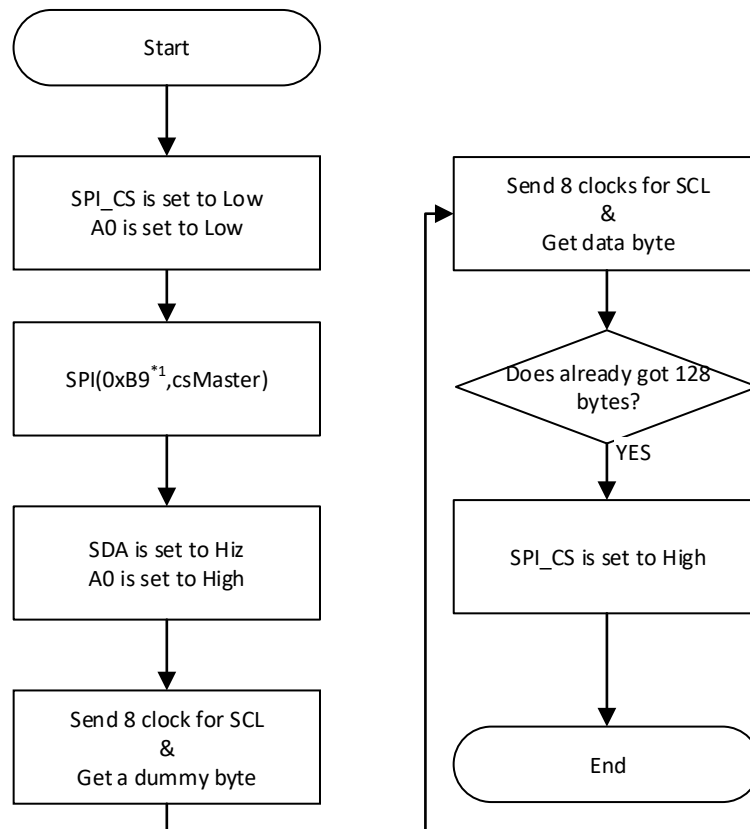 Start
SPI_CS is set to Low
A0 is set to Low
SPI(0xB9*1,csMaster)
SDA is set to Hiz
A0 is set to High
Send 8 clock for SCL
&
Get a dummy byte
Send 8 clocks for SCL
&
Get data byte
Does already got 128
bytes?
YES
SPI_CS is set to High
End